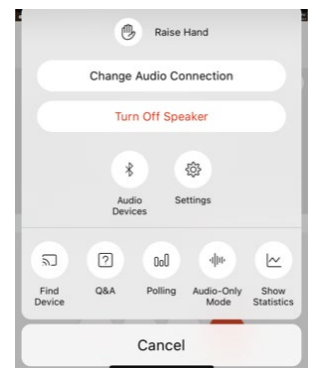 Raise Hand
Change Audio Connection
Turn Off Speaker
Audio
Devices
Settings
Find
Device
Q&A
Polling
Audio-Only
Mode
Show
Statistics
Cancel